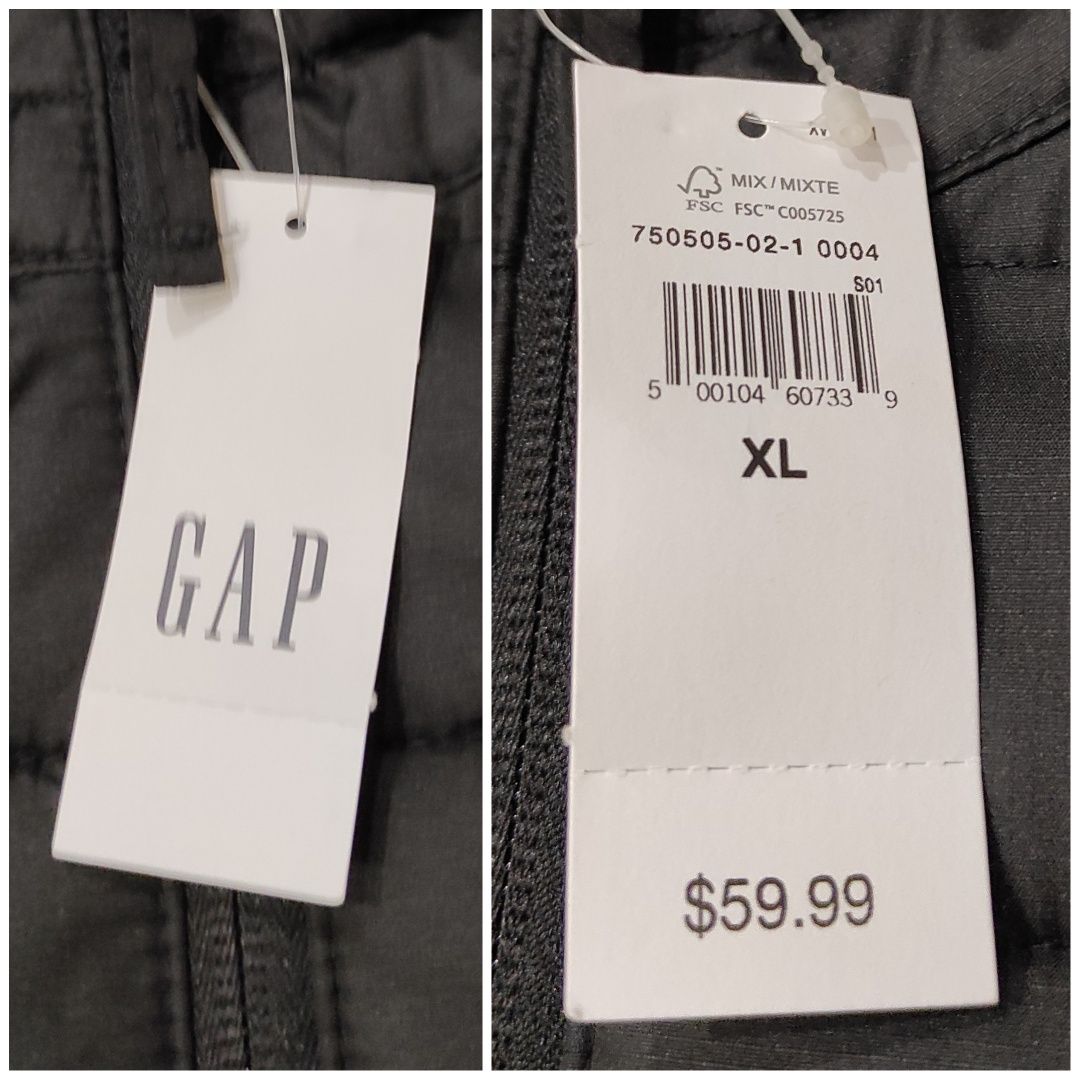 GAP
MIX / MIXTE
FSC FSC™ C005725
750505-02-1 0004
S01
5 00104 60733 9
XL
$59.99